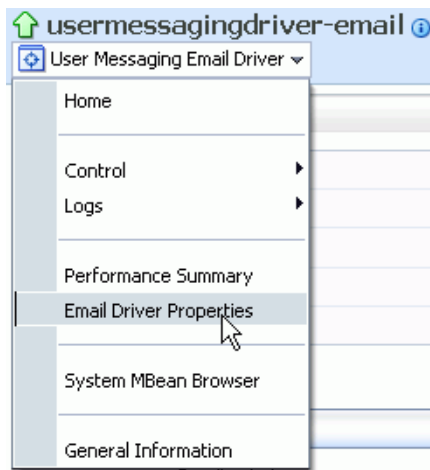 usermessagingdriver-email
User Messaging Email Driver
Home
Control
Logs
Performance Summary
Email Driver Properties
System MBean Browser
General Information